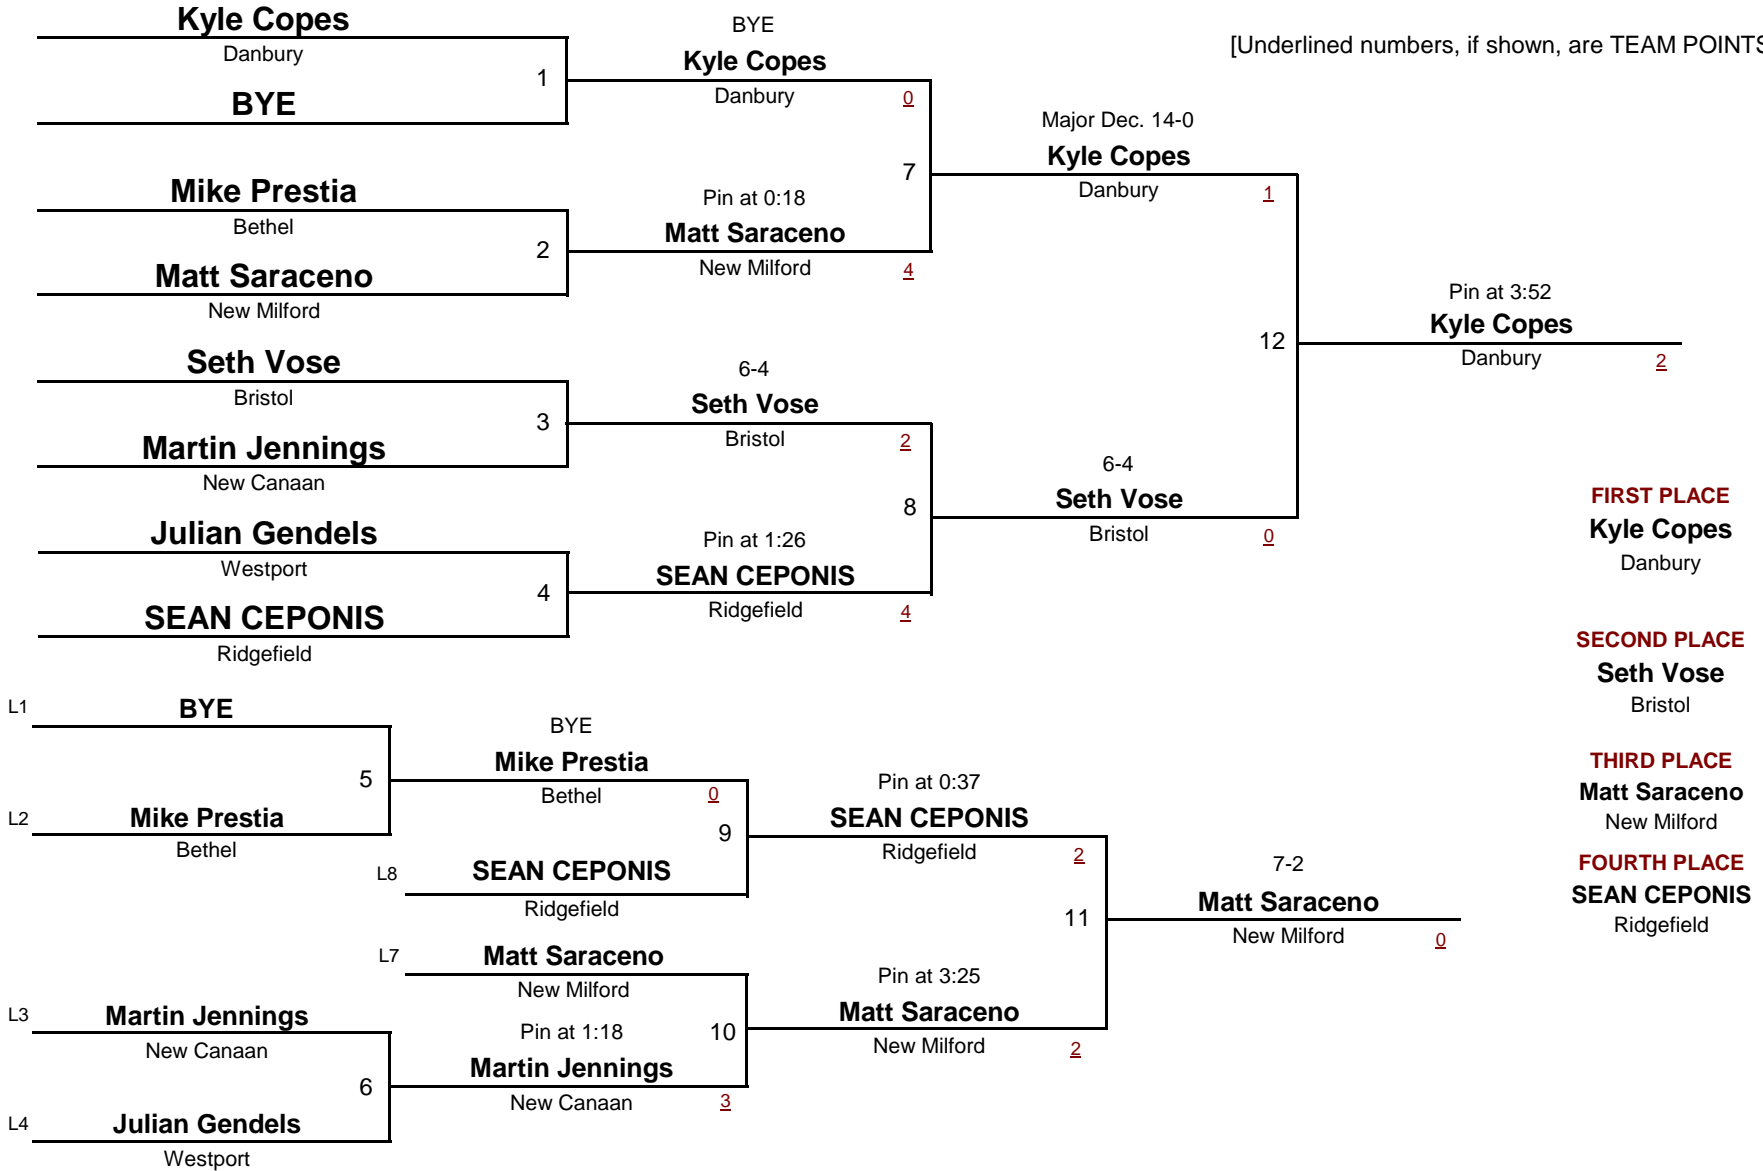 Kyle Copes
Danbury
1
BYE
BYE
Kyle Copes
Danbury
0
[Underlined numbers, if shown, are TEAM POINTS
Mike Prestia
Bethel
2
Matt Saraceno
New Milford
Pin at 0:18
Matt Saraceno
New Milford
4
7
Major Dec. 14-0
Kyle Copes
Danbury
1
Seth Vose
Bristol
3
Martin Jennings
New Canaan
6-4
Seth Vose
Bristol
2
Julian Gendels
Westport
4
SEAN CEPONIS
Ridgefield
Pin at 1:26
SEAN CEPONIS
Ridgefield
4
8
6-4
Seth Vose
Bristol
0
12
Pin at 3:52
Kyle Copes
Danbury
2
FIRST PLACE
Kyle Copes
Danbury
SECOND PLACE
Seth Vose
Bristol
THIRD PLACE
Matt Saraceno
New Milford
FOURTH PLACE
SEAN CEPONIS
Ridgefield
L1
BYE
5
L2
Mike Prestia
Bethel
BYE
Mike Prestia
Bethel
0
9
L8
SEAN CEPONIS
Ridgefield
Pin at 0:37
SEAN CEPONIS
Ridgefield
2
L7
Matt Saraceno
New Milford
L3
Martin Jennings
New Canaan
6
L4
Julian Gendels
Westport
Pin at 1:18
10
Martin Jennings
New Canaan
3
Pin at 3:25
Matt Saraceno
New Milford
2
11
7-2
Matt Saraceno
New Milford
0